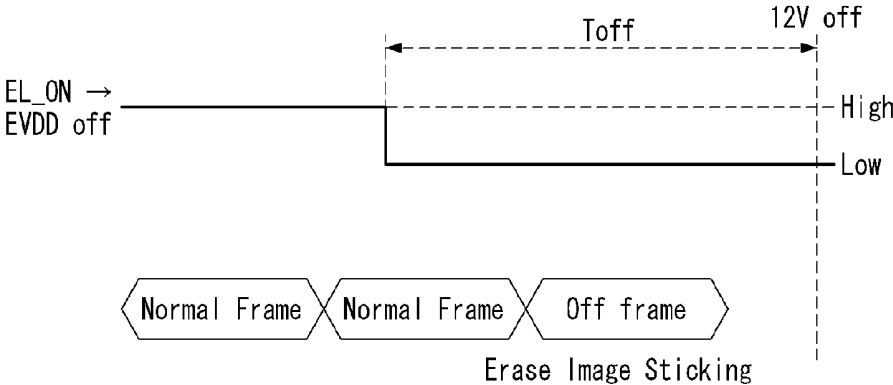 12V off
Toff
EL_ON →
EVDD off
High
Low
Normal Frame
Normal Frame
Off frame
Erase Image Sticking